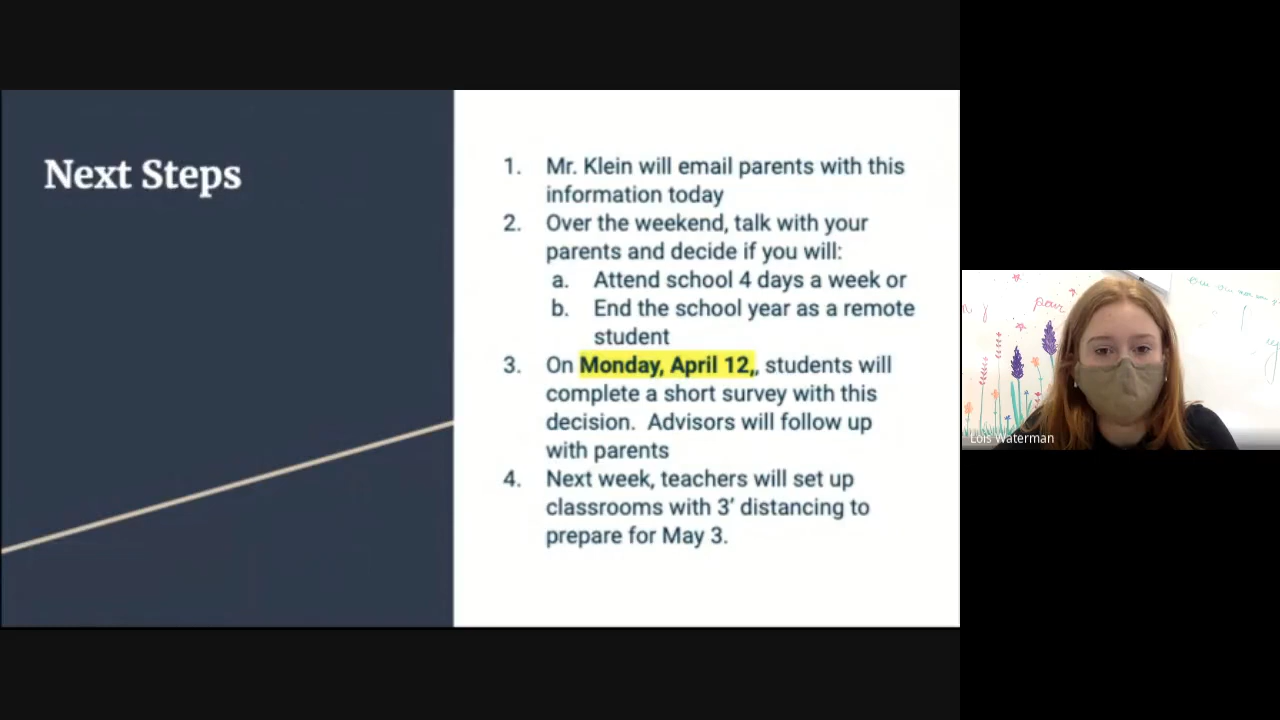 Next Steps
1. Mr. Klein will email parents with this
information today
2. Over the weekend, talk with your
parents and decide if you will:
a. Attend school 4 days a week or
b. End the school year as a remote
student
3. On Monday, April 12,, students will
complete a short survey with this
decision.  Advisors will follow up
with parents
4. Next week, teachers will set up
classrooms with 3’ distancing to
prepare for May 3.
pour
Lois Waterman